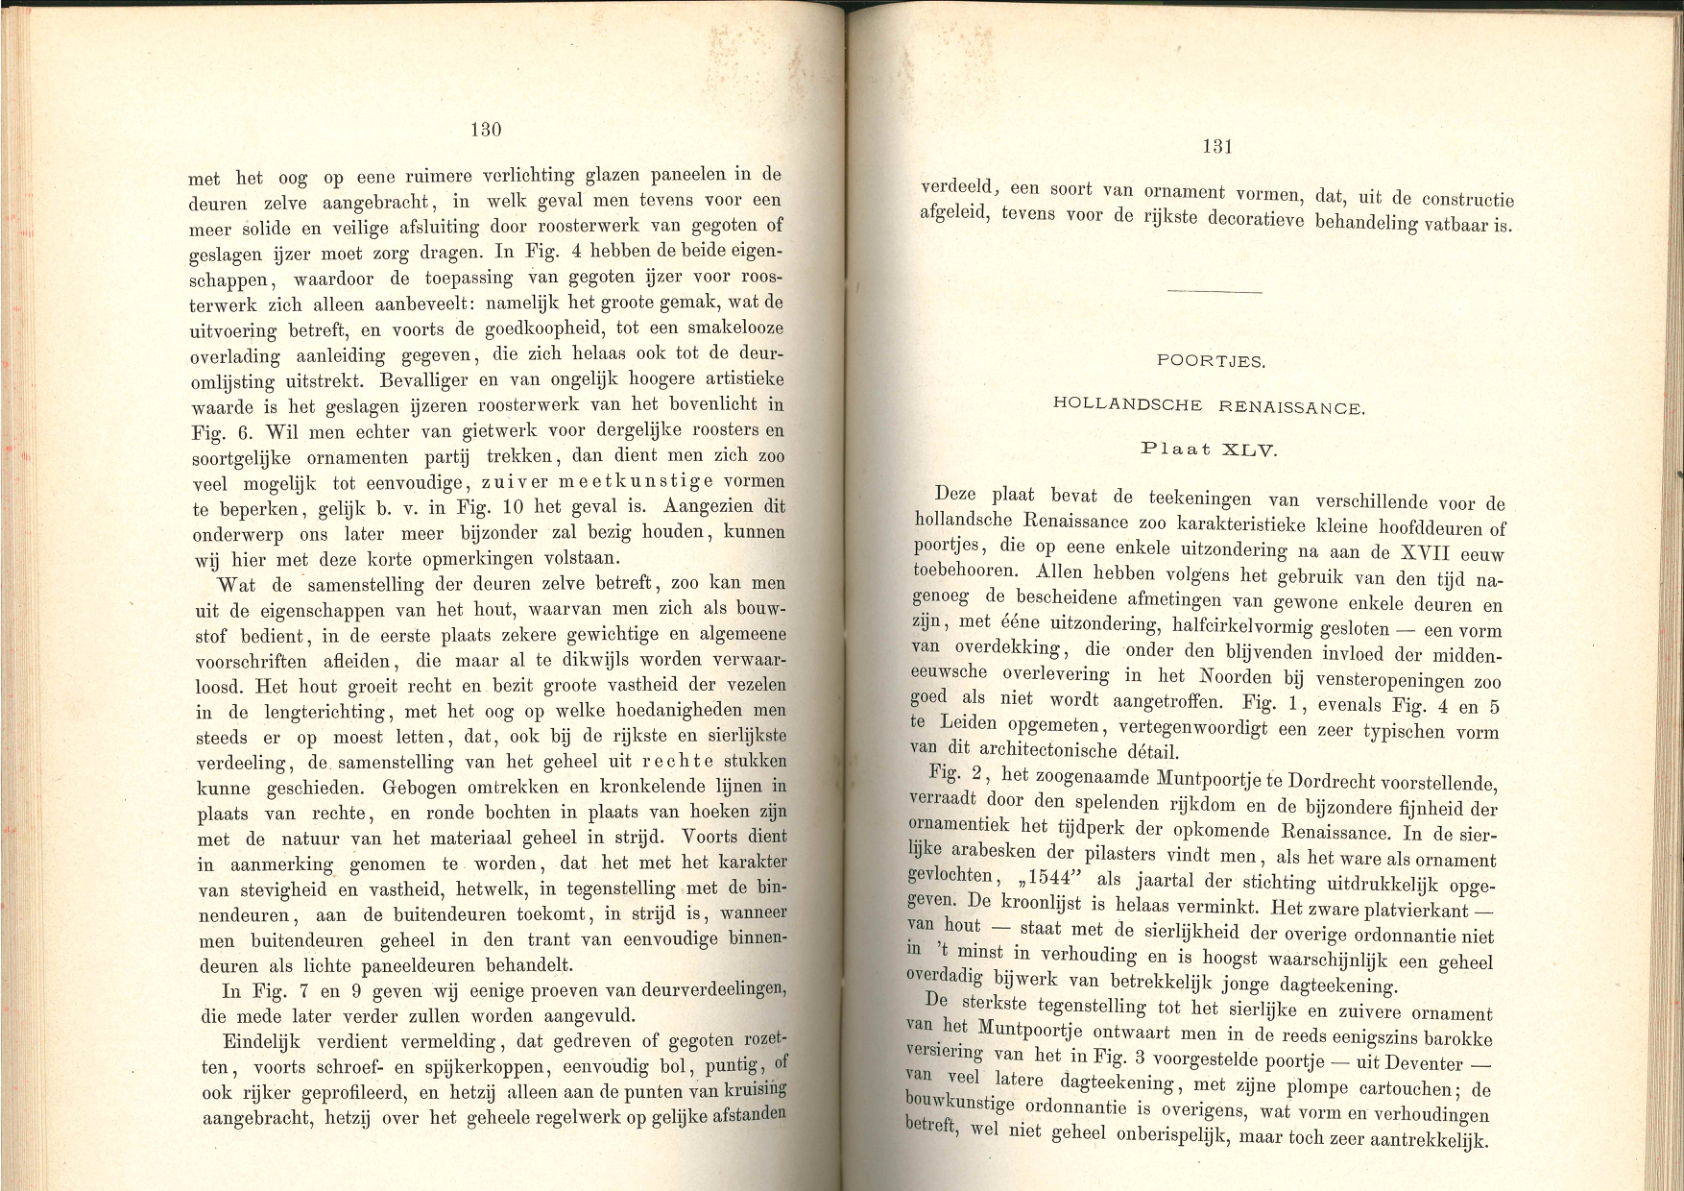 130
met het oog op eene ruimere verlichting glazen paneelen in de
deuren zelve aangebracht, in welk geval men tevens voor een
meer solide en veilige afsluiting door roosterwerk van gegoten of
geslagen ijzer moet zorg dragen. In Fig. 4 hebben de beide eigen-
schappen, waardoor de toepassing van gegoten ijzer voor roos-
terwerk zich alleen aanbeveelt: namelijk het groote gemak, wat de
uitvoering betreft, en voorts de goedkoopheid, tot een smakelooze
overlading aanleiding gegeven, die zich helaas ook tot de deur-
omlijsting uitstrekt. Bevalliger en van ongelijk hoogere artistieke
waarde is het geslagen ijzeren roosterwerk van het bovenlicht in
Fig. 6. Wil men echter van gietwerk voor dergelijke roosters en
soortgelijke ornamenten partij trekken, dan dient men zich zoo
veel mogelijk tot eenvoudige, zuiver meetkunstige vormen
te beperken, gelijk b. v. in Fig. 10 het geval is. Aangezien dit
onderwerp ons later meer bijzonder zal bezig houden, kunnen
wij hier met deze korte opmerkingen volstaan.
Wat de samenstelling der deuren zelve betreft, zoo kan men
uit de eigenschappen van het hout, waarvan men zich als bouw-
stof bedient, in de eerste plaats zekere gewichtige en algemeene
voorschriften afleiden, die maar al te dikwijls worden verwaar-
loosd. Het hout groeit recht en bezit groote vastheid der vezelen
in de lengterichting, met het oog op welke hoedanigheden men
steeds er op moest letten, dat, ook bij de rijkste en sierlijkste
verdeeling, de samenstelling van het geheel uit rechte stukken
kunne geschieden. Gebogen omtrekken en kronkelende lijnen in
plaats van rechte, en ronde bochten in plaats van hoeken zijn
met de natuur van het materiaal geheel in strijd. Voorts dient
in aanmerking genomen te worden, dat het met het karakter
van stevigheid en vastheid, hetwelk, in tegenstelling met de bin-
nendeuren, aan de buitendeuren toekomt, in strijd is, wanneer
men buitendeuren geheel in den trant van eenvoudige binnen-
deuren als lichte paneeldeuren behandelt.
In Fig. 7 en 9 geven wij eenige proeven van deurverdeelingen,
die mede later verder zullen worden aangevuld.
Eindelijk verdient vermelding, dat gedreven of gegoten rozet-
ten, voorts schroef- en spijkerkoppen, eenvoudig bol, puntig, of
ook rijker geprofileerd, en hetzij alleen aan de punten van kruising
aangebracht, hetzij over het geheele regelwerk op gelijke afstanden
131
verdeeld, een soort van ornament vormen, dat, uit de constructie
afgeleid, tevens voor de rijkste decoratieve behandeling vatbaar is.
POORTJES.
HOLLANDSCHE RENAISSANCE.
Plaat XLV.
Deze plaat bevat de teekeningen van verschillende voor de
hollandsche Renaissance zoo karakteristieke kleine hoofddeuren of
poortjes, die op eene enkele uitzondering na aan de XVII eeuw
toebehooren. Allen hebben volgens het gebruik van den tijd na-
genoeg de bescheidene afmetingen van gewone enkele deuren en
zijn, met ééne uitzondering, halfcirkelvormig gesloten — een vorm
van overdekking, die onder den blijvenden invloed der midden-
eeuwsche overlevering in het Noorden bij vensteropeningen zoo
goed als niet wordt aangetroffen. Fig. 1, evenals Fig. 4 en 5
te Leiden opgemeten, vertegenwoordigt een zeer typischen vorm
van dit architectonische détail.
Fig. 2, het zoogenaamde Muntpoortje te Dordrecht voorstellende,
verraadt door den spelenden rijkdom en de bijzondere fijnheid der
ornamentiek het tijdperk der opkomende Renaissance. In de sier-
lijke arabesken der pilasters vindt men, als het ware als ornament
gevlochten, „1544” als jaartal der stichting uitdrukkelijk opge-
geven. De kroonlijst is helaas verminkt. Het zware platvierkant —
van hout — staat met de sierlijkheid der overige ordonnantie niet
in ’t minst in verhouding en is hoogst waarschijnlijk een geheel
overdadig bijwerk van betrekkelijk jonge dagteekening.
De sterkste tegenstelling tot het sierlijke en zuivere ornament
van het Muntpoortje ontwaart men in de reeds eenigszins barokke
versiering van het in Fig. 3 voorgestelde poortje — uit Deventer —
van veel latere dagteekening, met zijne plompe cartouchen; de
bouwkunstige ordonnantie is overigens, wat vorm en verhoudingen
betreft, wel niet geheel onberispelijk, maar toch zeer aantrekkelijk.